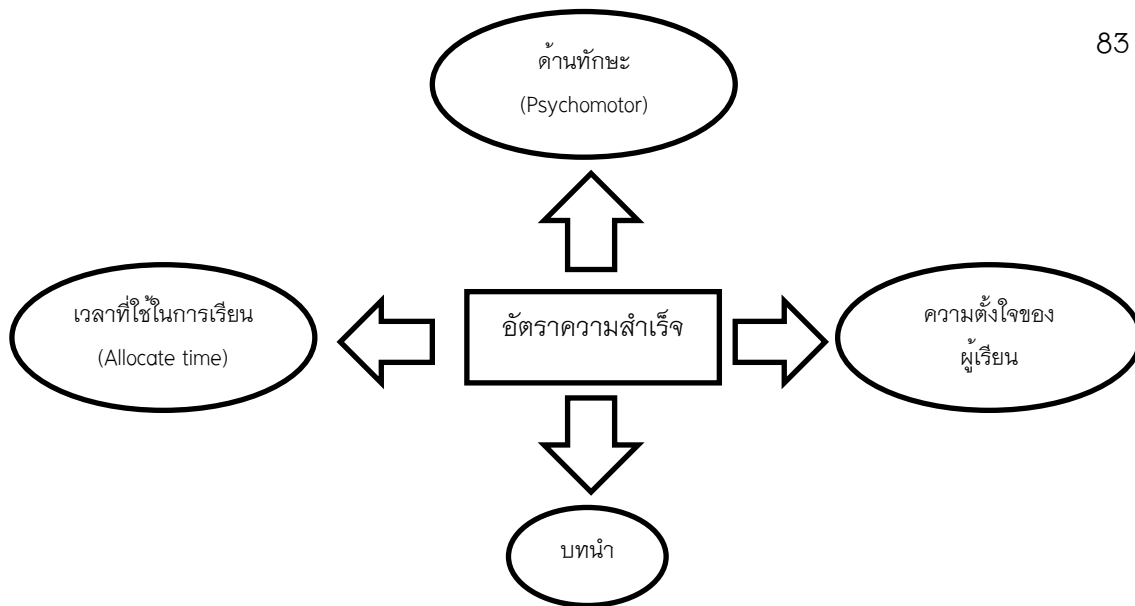 83
ด้านทักษะ
(Psychomotor)
เวลาที่ใช้ในการเรียน
(Allocate time)
อัตราความสำเร็จ
ความตั้งใจของ
ผู้เรียน
บทนำ